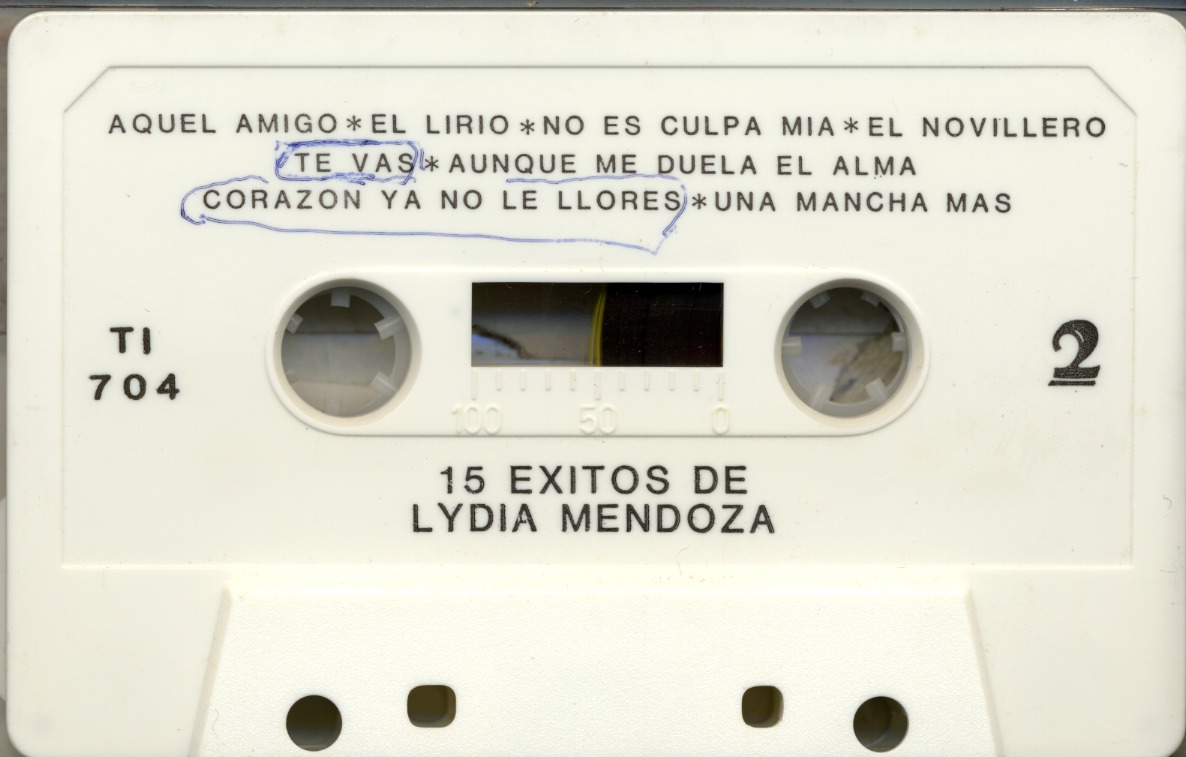 AQUEL AMIGO*EL LIRIO*NO ES CULPA MIA*EL NOVILLERO
TE VAS*AUNQUE ME DUELA EL ALMA
CORAZON YA NO LE LLORES*UNA MANCHA MAS
TI
704
2
100 50 0
15 EXITOS DE
LYDIA MENDOZA